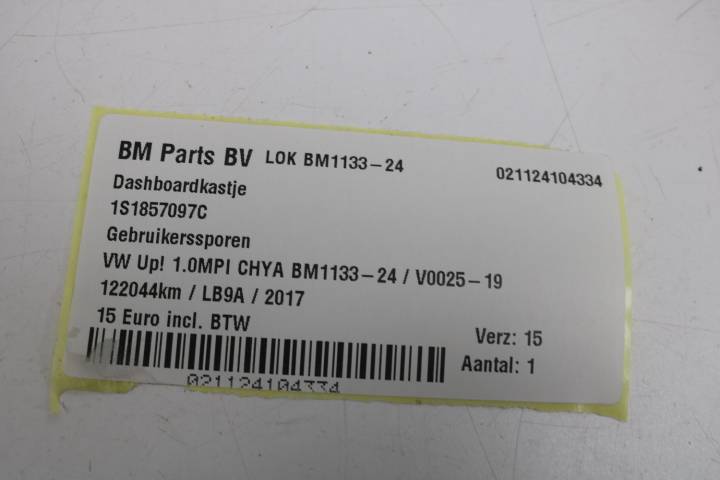 BM Parts BV LOK BM1133-24 021124104334
Dashboardkastje
1S1857097C
Gebruikerssporen
VW Up! 1.0MPI CHYA BM1133-24 / V0025-19
122044km / LB9A / 2017
15 Euro incl. BTW Verz: 15
Aantal: 1
021124104334